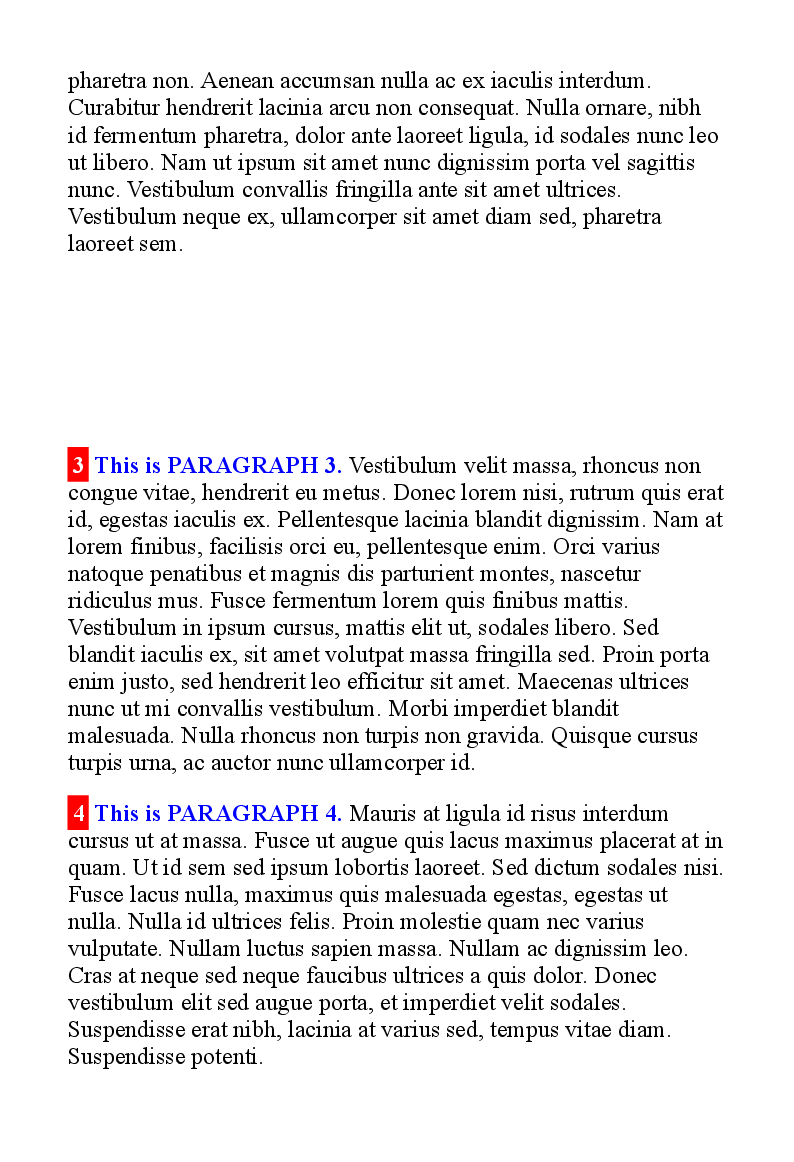 pharetra non. Aenean accumsan nulla ac ex iaculis interdum.
Curabitur hendrerit lacinia arcu non consequat. Nulla ornare, nibh
id fermentum pharetra, dolor ante laoreet ligula, id sodales nunc leo
ut libero. Nam ut ipsum sit amet nunc dignissim porta vel sagittis
nunc. Vestibulum convallis fringilla ante sit amet ultrices.
Vestibulum neque ex, ullamcorper sit amet diam sed, pharetra
laoreet sem.
3 This is PARAGRAPH 3. Vestibulum velit massa, rhoncus non
congue vitae, hendrerit eu metus. Donec lorem nisi, rutrum quis erat
id, egestas iaculis ex. Pellentesque lacinia blandit dignissim. Nam at
lorem finibus, facilisis orci eu, pellentesque enim. Orci varius
natoque penatibus et magnis dis parturient montes, nascetur
ridiculus mus. Fusce fermentum lorem quis finibus mattis.
Vestibulum in ipsum cursus, mattis elit ut, sodales libero. Sed
blandit iaculis ex, sit amet volutpat massa fringilla sed. Proin porta
enim justo, sed hendrerit leo efficitur sit amet. Maecenas ultrices
nunc ut mi convallis vestibulum. Morbi imperdiet blandit
malesuada. Nulla rhoncus non turpis non gravida. Quisque cursus
turpis urna, ac auctor nunc ullamcorper id.
4 This is PARAGRAPH 4. Mauris at ligula id risus interdum
cursus ut at massa. Fusce ut augue quis lacus maximus placerat at in
quam. Ut id sem sed ipsum lobortis laoreet. Sed dictum sodales nisi.
Fusce lacus nulla, maximus quis malesuada egestas, egestas ut
nulla. Nulla id ultrices felis. Proin molestie quam nec varius
vulputate. Nullam luctus sapien massa. Nullam ac dignissim leo.
Cras at neque sed neque faucibus ultrices a quis dolor. Donec
vestibulum elit sed augue porta, et imperdiet velit sodales.
Suspendisse erat nibh, lacinia at varius sed, tempus vitae diam.
Suspendisse potenti.